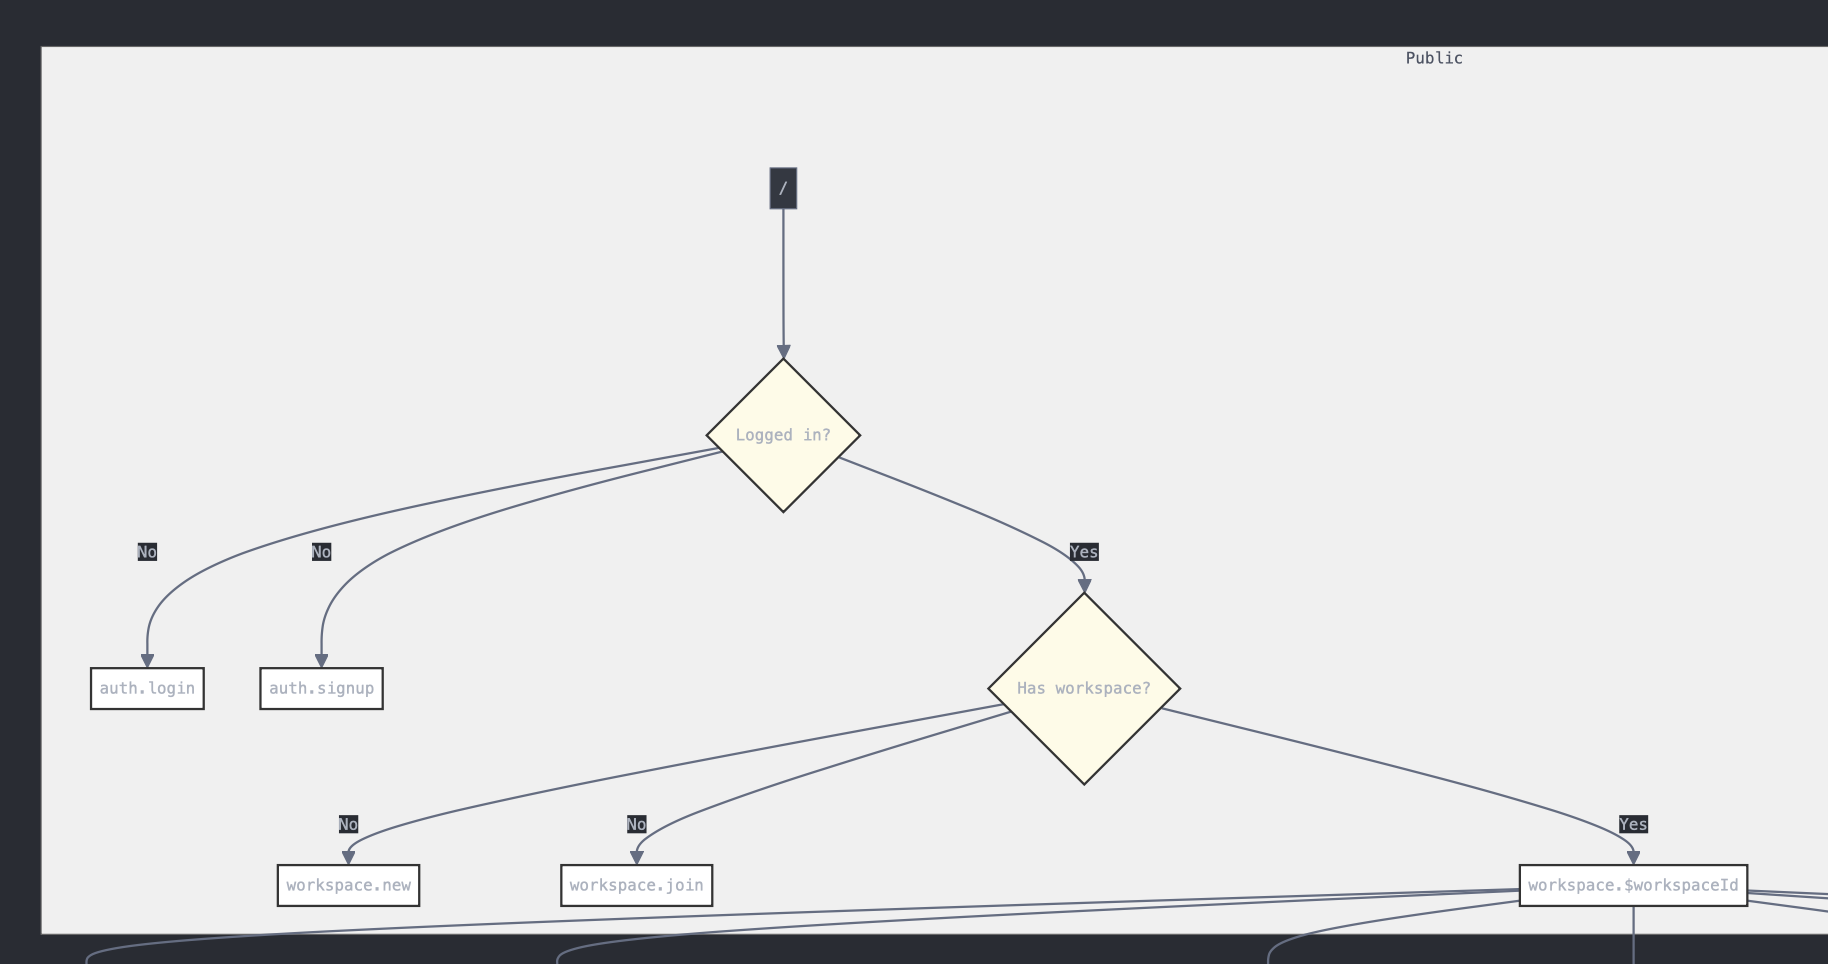 Public
/
Logged in?
No
No
Yes
auth.login
auth.signup
Has workspace?
No
No
Yes
workspace.new
workspace.join
workspace.$workspaceId